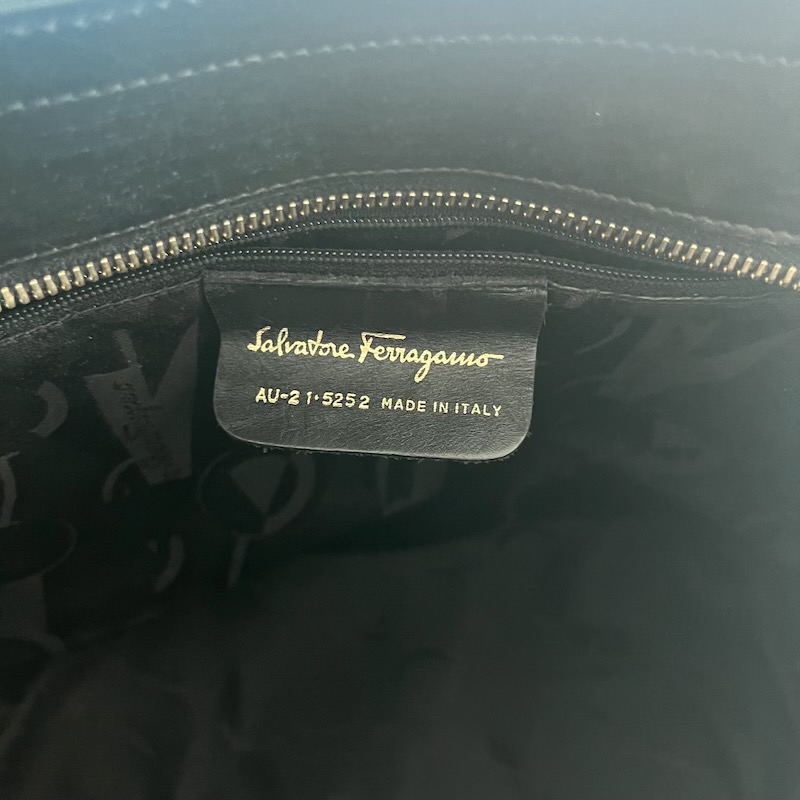 Salvatore Ferragamo
AU-21·5252 MADE IN ITALY